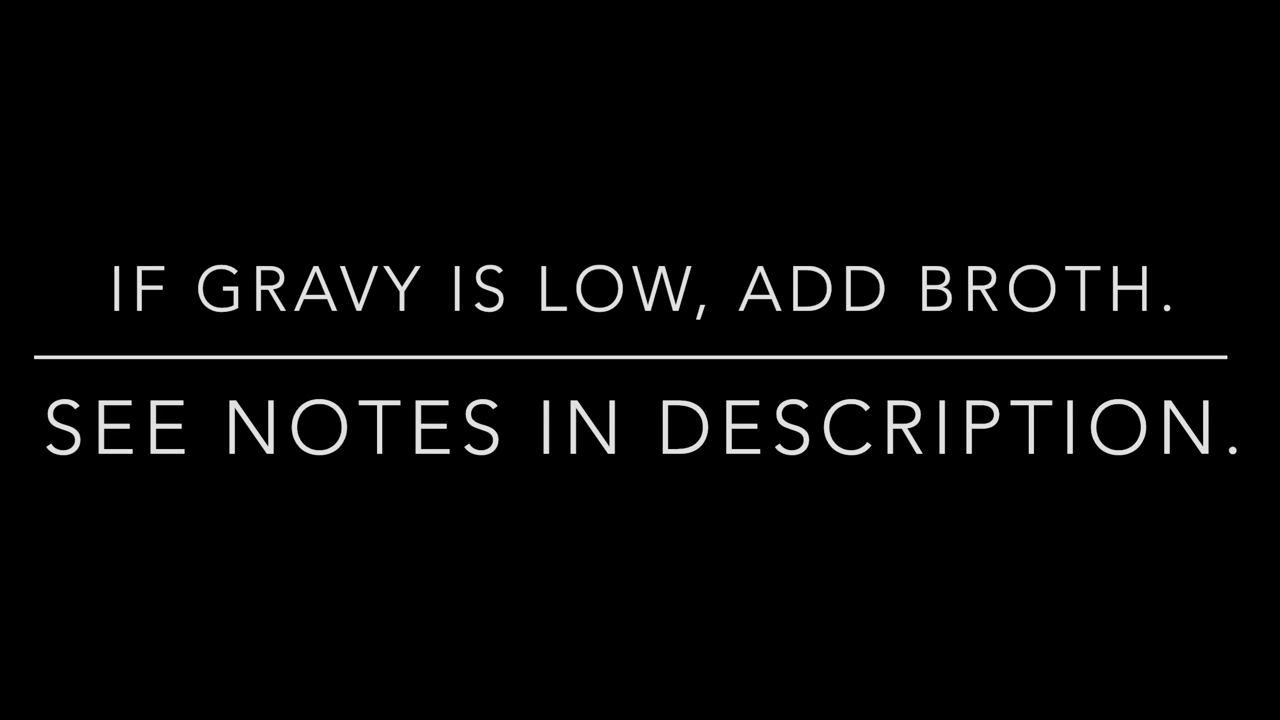 IF GRAVY IS LOW, ADD BROTH.
SEE NOTES IN DESCRIPTION.